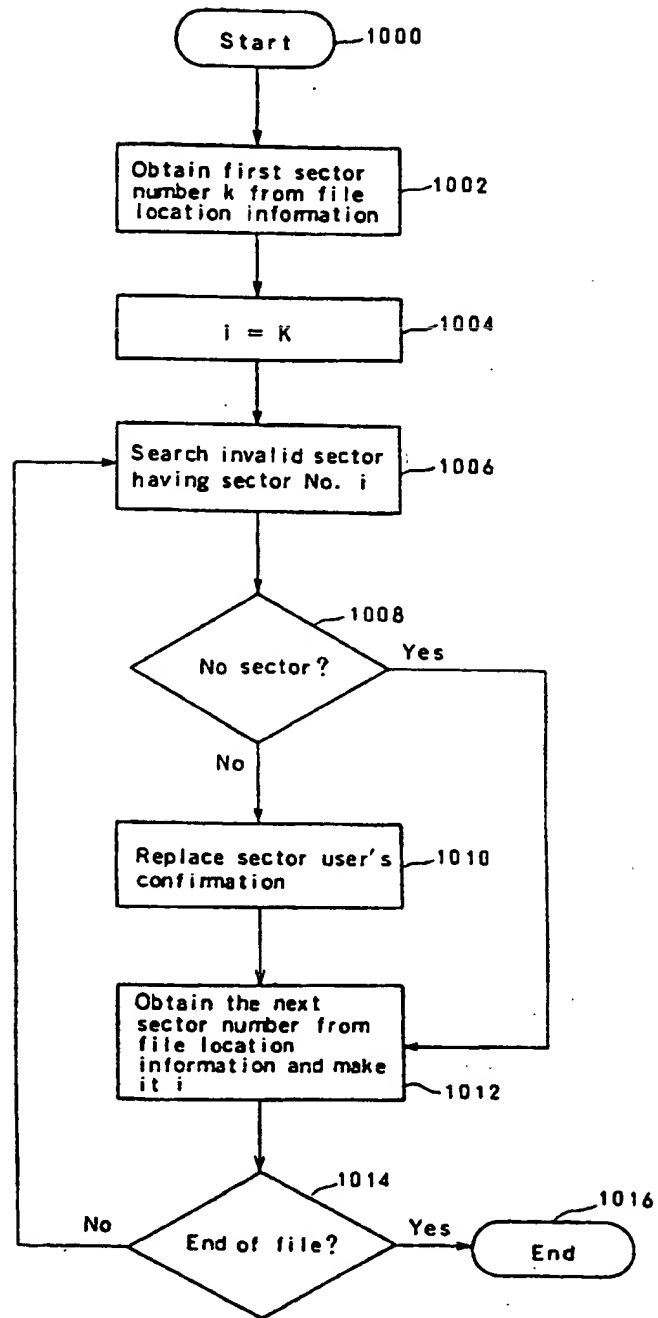 Start
1000
Obtain first sector
number k from file
location information
1002
i = K
1004
Search invalid sector
having sector No. i
1006
1008
No sector?
Yes
No
Replace sector user's
confirmation
1010
Obtain the next
sector number from
file location
information and make
it i
1012
1014
End of file?
No
Yes
1016
End